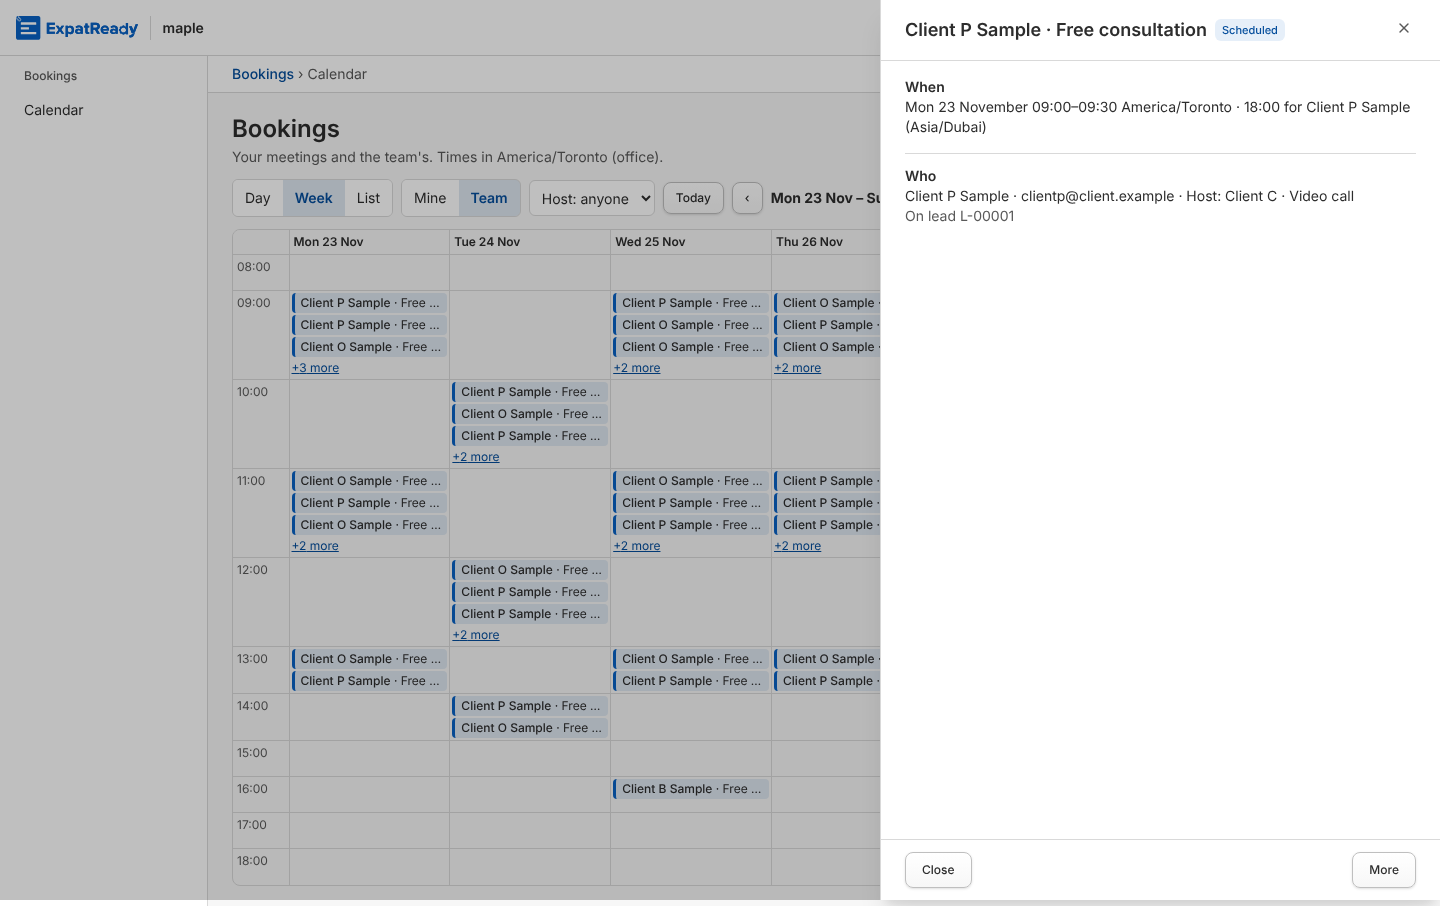 ExpatReady
maple
Bookings
Calendar
Bookings › Calendar
Bookings
Your meetings and the team's. Times in America/Toronto (office).
Day Week List Mine Team Host: anyone Today ‹ Mon 23 Nov – Su
Mon 23 Nov Tue 24 Nov Wed 25 Nov Thu 26 Nov
08:00
09:00
Client P Sample · Free ...
Client P Sample · Free ...
Client O Sample · Free ...
+3 more
Client P Sample · Free ...
Client O Sample · Free ...
Client O Sample · Free ...
+2 more
Client O Sample ·
Client P Sample ·
Client O Sample ·
+2 more
10:00
Client P Sample · Free ...
Client O Sample · Free ...
Client P Sample · Free ...
+2 more
11:00
Client O Sample · Free ...
Client P Sample · Free ...
Client O Sample · Free ...
+2 more
Client O Sample · Free ...
Client P Sample · Free ...
Client P Sample · Free ...
+2 more
Client P Sample ·
Client P Sample ·
Client P Sample ·
+2 more
12:00
Client O Sample · Free ...
Client P Sample · Free ...
Client P Sample · Free ...
+2 more
13:00
Client O Sample · Free ...
Client P Sample · Free ...
Client O Sample · Free ...
Client P Sample · Free ...
Client O Sample ·
Client P Sample ·
14:00
Client P Sample · Free ...
Client O Sample · Free ...
15:00
16:00
Client B Sample · Free ...
17:00
18:00
Client P Sample · Free consultation Scheduled
×
When
Mon 23 November 09:00–09:30 America/Toronto · 18:00 for Client P Sample
(Asia/Dubai)
Who
Client P Sample · clientp@client.example · Host: Client C · Video call
On lead L-00001
Close
More